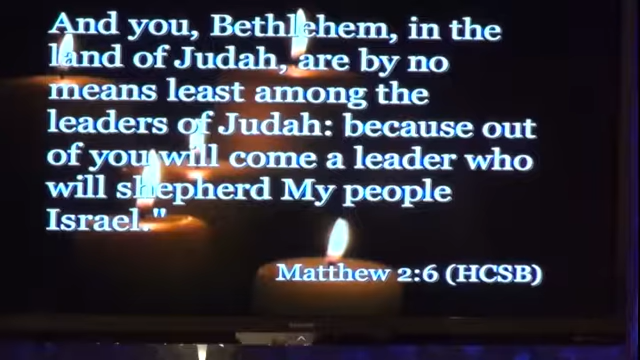 And you, Bethlehem, in the
land of Judah, are by no
means least among the
leaders of Judah: because out
of you will come a leader who
will shepherd My people
Israel."
Matthew 2:6 (HCSB)